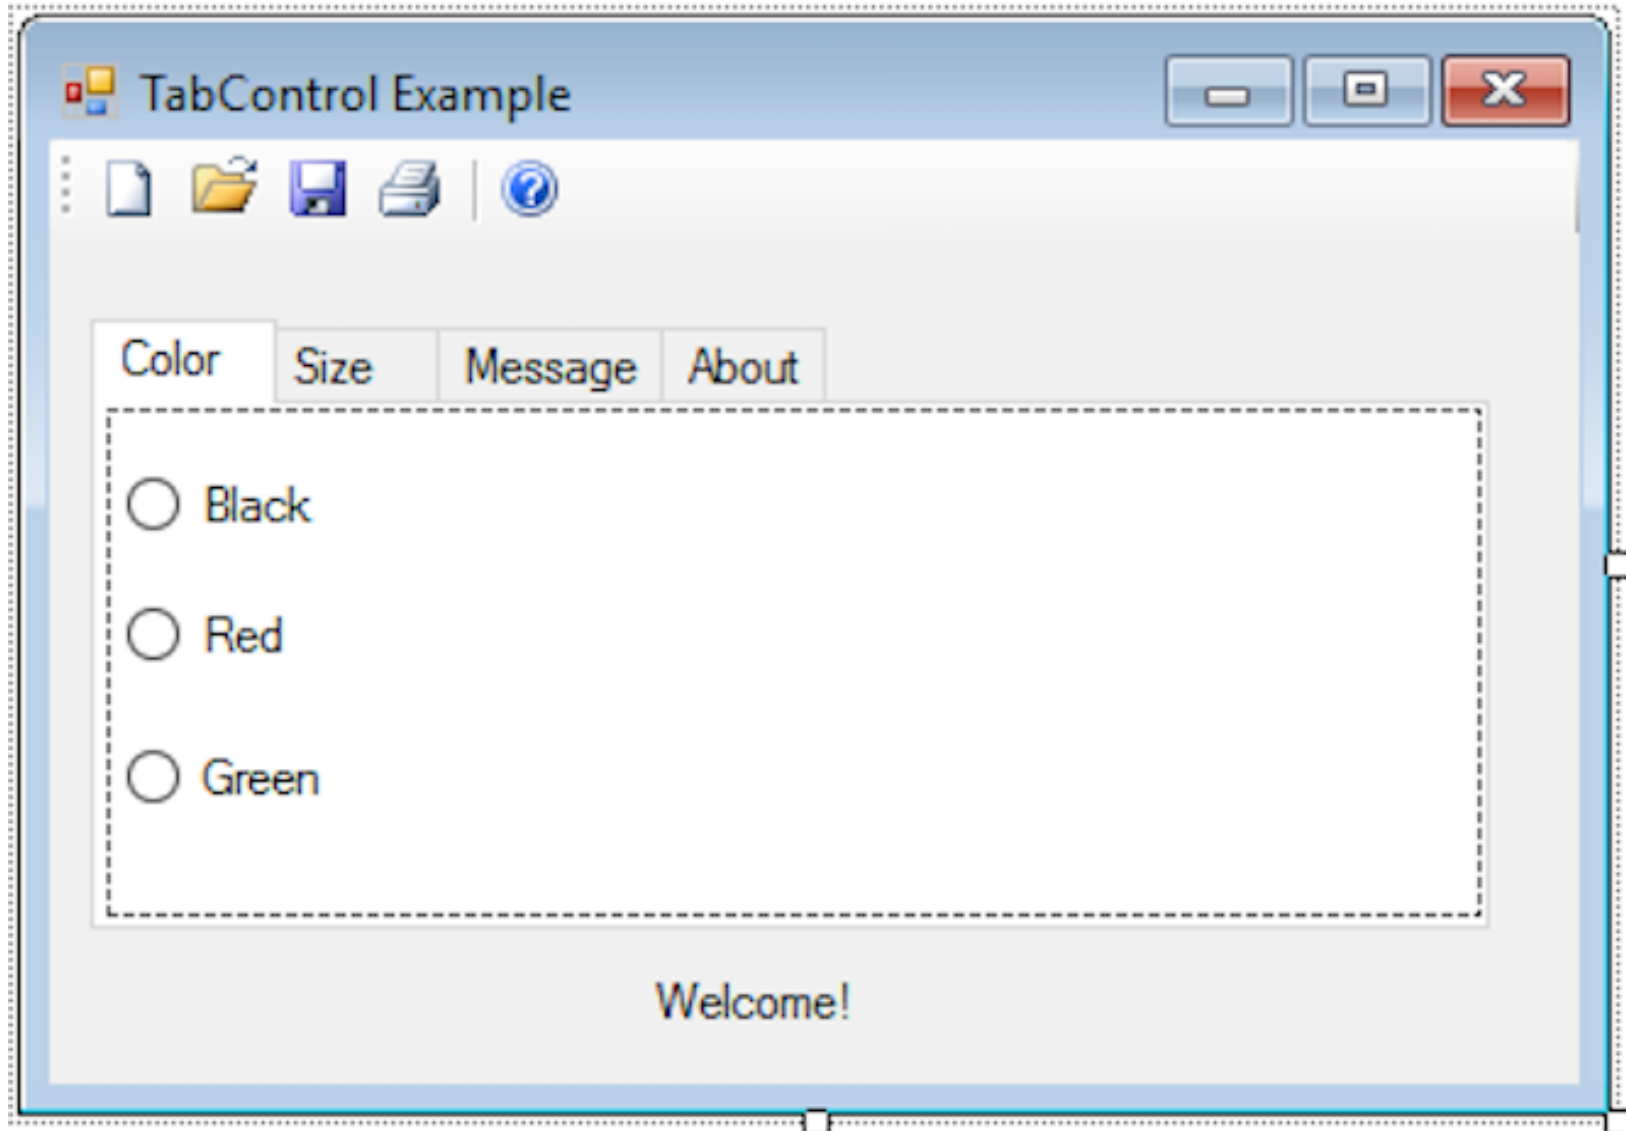 TabControl Example
Color Size Message About
Black
Red
Green
Welcome!